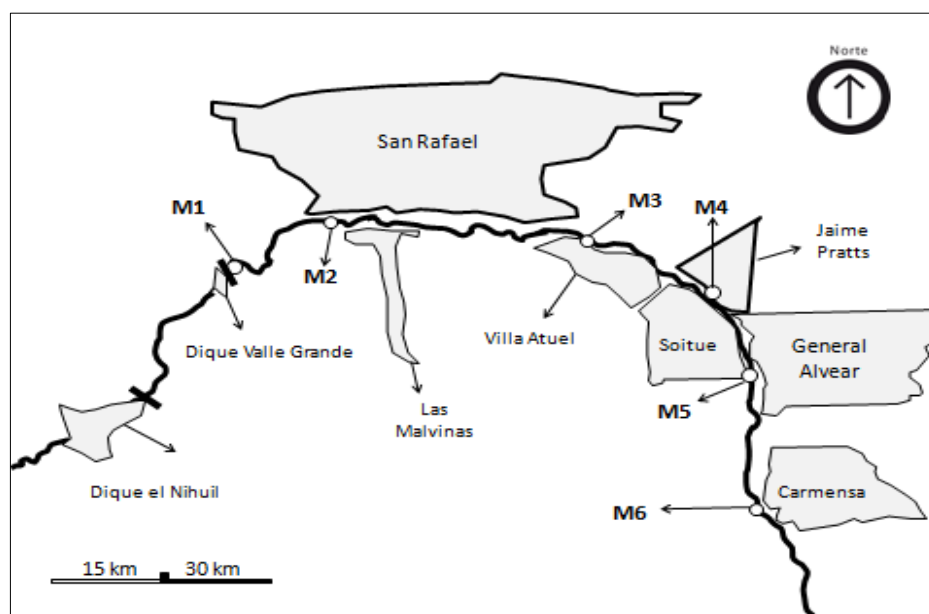 Norte
San Rafael
M1
M2
M3
M4
Jaime
Pratts
Dique Valle Grande
Villa Atuel
Soitue
General
Alvear
Las
Malvinas
M5
Dique el Nihuil
Carmensa
M6
15 km
30 km